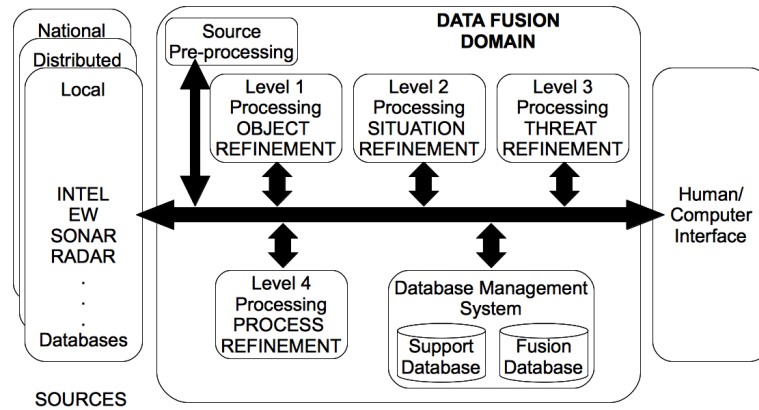 National
Distributed
Local
INTEL
EW
SONAR
RADAR
.
.
.
Databases
SOURCES
DATA FUSION
DOMAIN
Source
Pre-processing
Level 1
Processing
OBJECT
REFINEMENT
Level 2
Processing
SITUATION
REFINEMENT
Level 3
Processing
THREAT
REFINEMENT
Level 4
Processing
PROCESS
REFINEMENT
Database Management
System
Support
Database
Fusion
Database
Human/
Computer
Interface